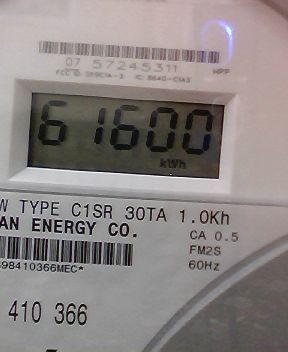 07 57245311
61600
kWh
W TYPE C1SR 30TA 1.0Kh
AN ENERGY CO.
CA 0.5
FM2S
60Hz
98410366MEC*
410 366